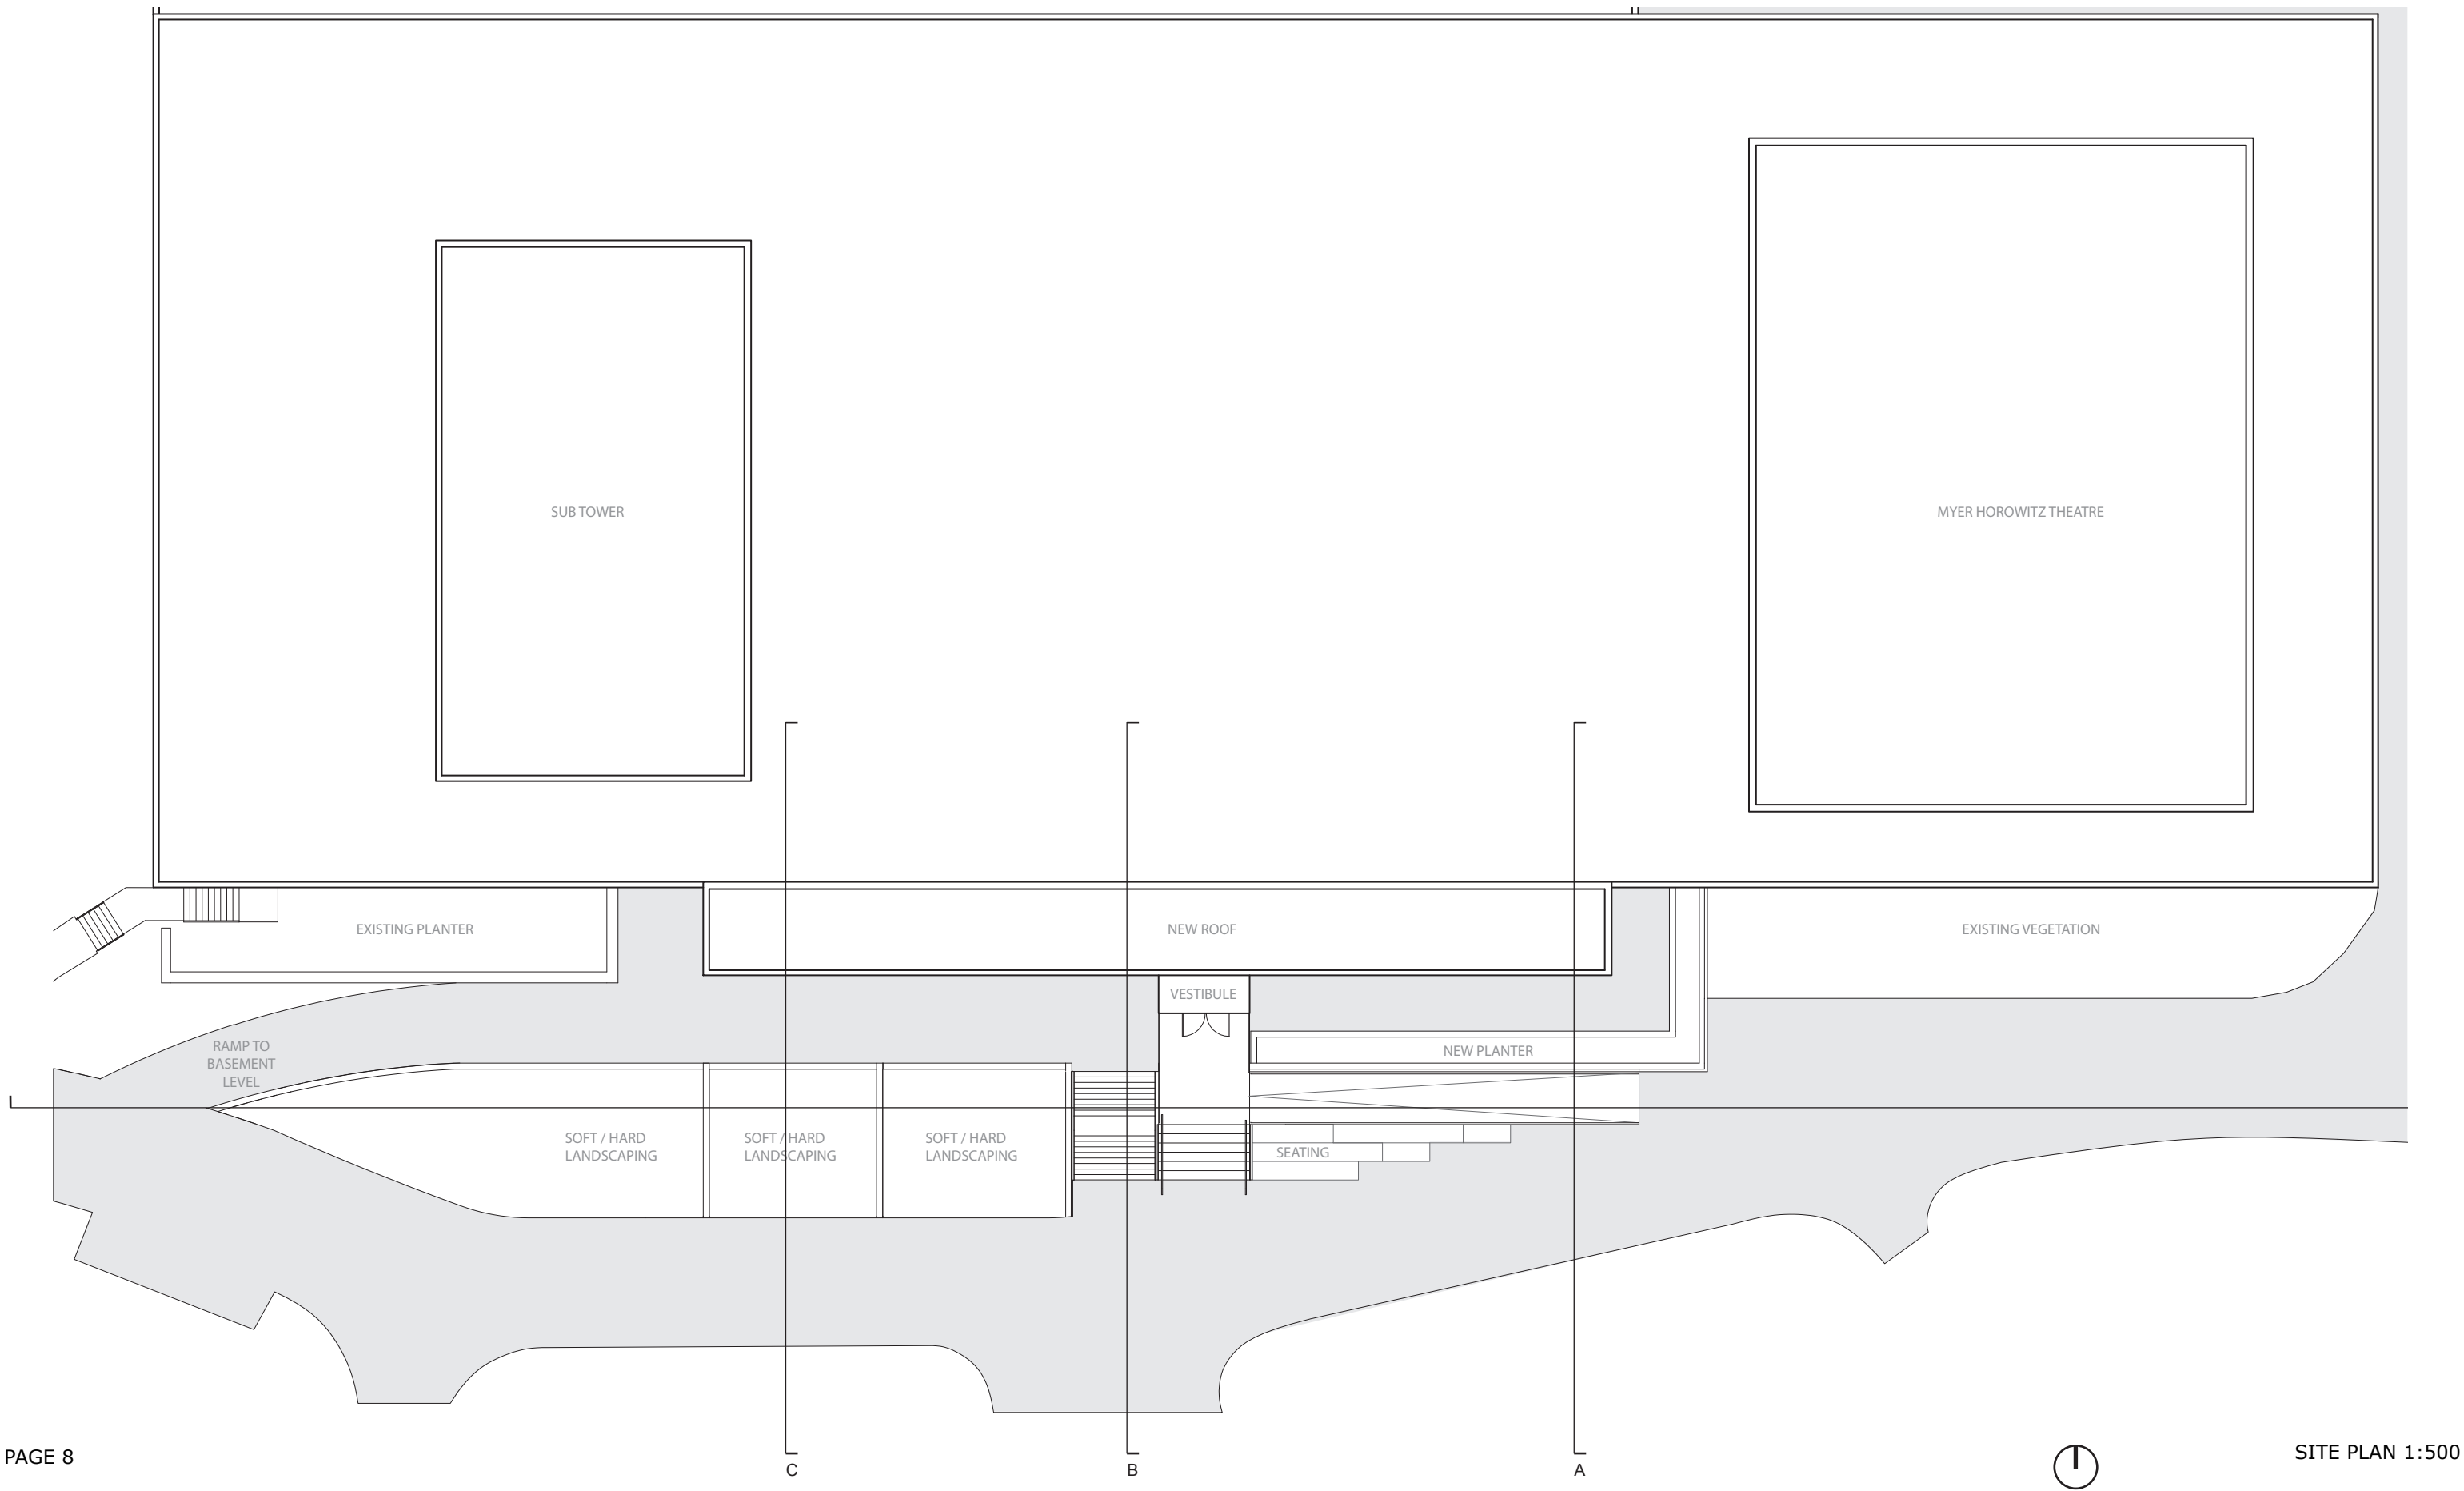 SUB TOWER
MYER HOROWITZ THEATRE
EXISTING PLANTER
NEW ROOF
EXISTING VEGETATION
VESTIBULE
RAMP TO
BASEMENT
LEVEL
NEW PLANTER
SOFT / HARD
LANDSCAPING
SOFT / HARD
LANDSCAPING
SOFT / HARD
LANDSCAPING
SEATING
PAGE 8
C
B
A
SITE PLAN 1:500